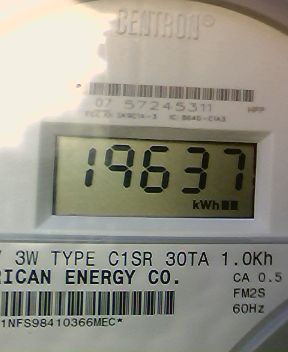 CENTRON®
07 57245311
19637
kWh
3W TYPE C1SR 30TA 1.0Kh
RICAN ENERGY CO.
CA 0.5
FM2S
60Hz
1NFS98410366MEC*